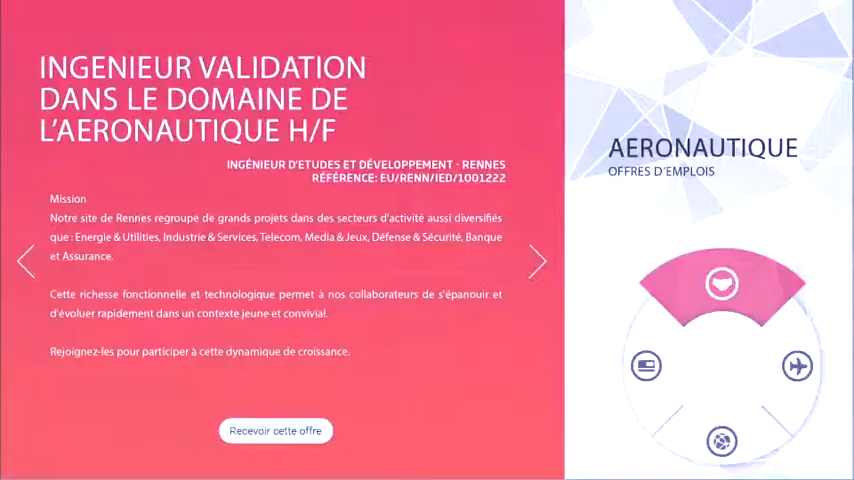 INGENIEUR VALIDATION
DANS LE DOMAINE DE
L'AERONAUTIQUE H/F
INGÉNIEUR D'ETUDES ET DÉVELOPPEMENT - RENNES
RÉFÉRENCE: EU/RENN/IED/1001222
Mission
Notre site de Rennes regroupe de grands projets dans des secteurs d'activité aussi diversifiés
que : Energie & Utilities, Industrie & Services, Telecom, Media & Jeux, Défense & Sécurité, Banque
et Assurance.
Cette richesse fonctionnelle et technologique permet à nos collaborateurs de s'épanouir et
d'évoluer rapidement dans un contexte jeune et convivial.
Rejoignez-les pour participer à cette dynamique de croissance.
Recevoir cette offre
AERONAUTIQUE
OFFRES D'EMPLOIS